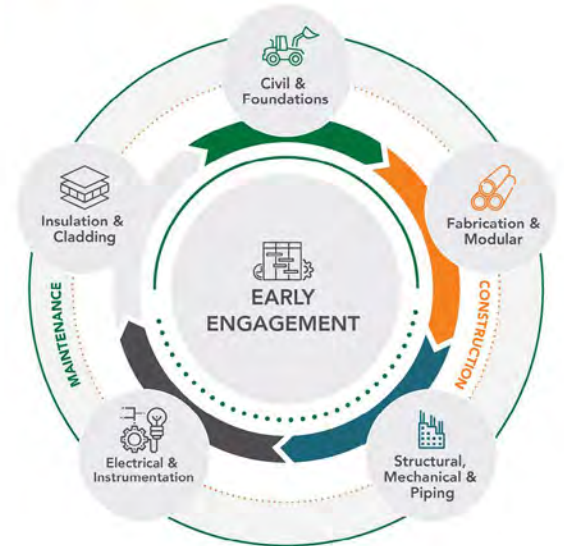 Civil &
Foundations
Insulation &
Cladding
Fabrication &
Modular
EARLY
ENGAGEMENT
MAINTENANCE
CONSTRUCTION
Electrical &
Instrumentation
Structural,
Mechanical &
Piping